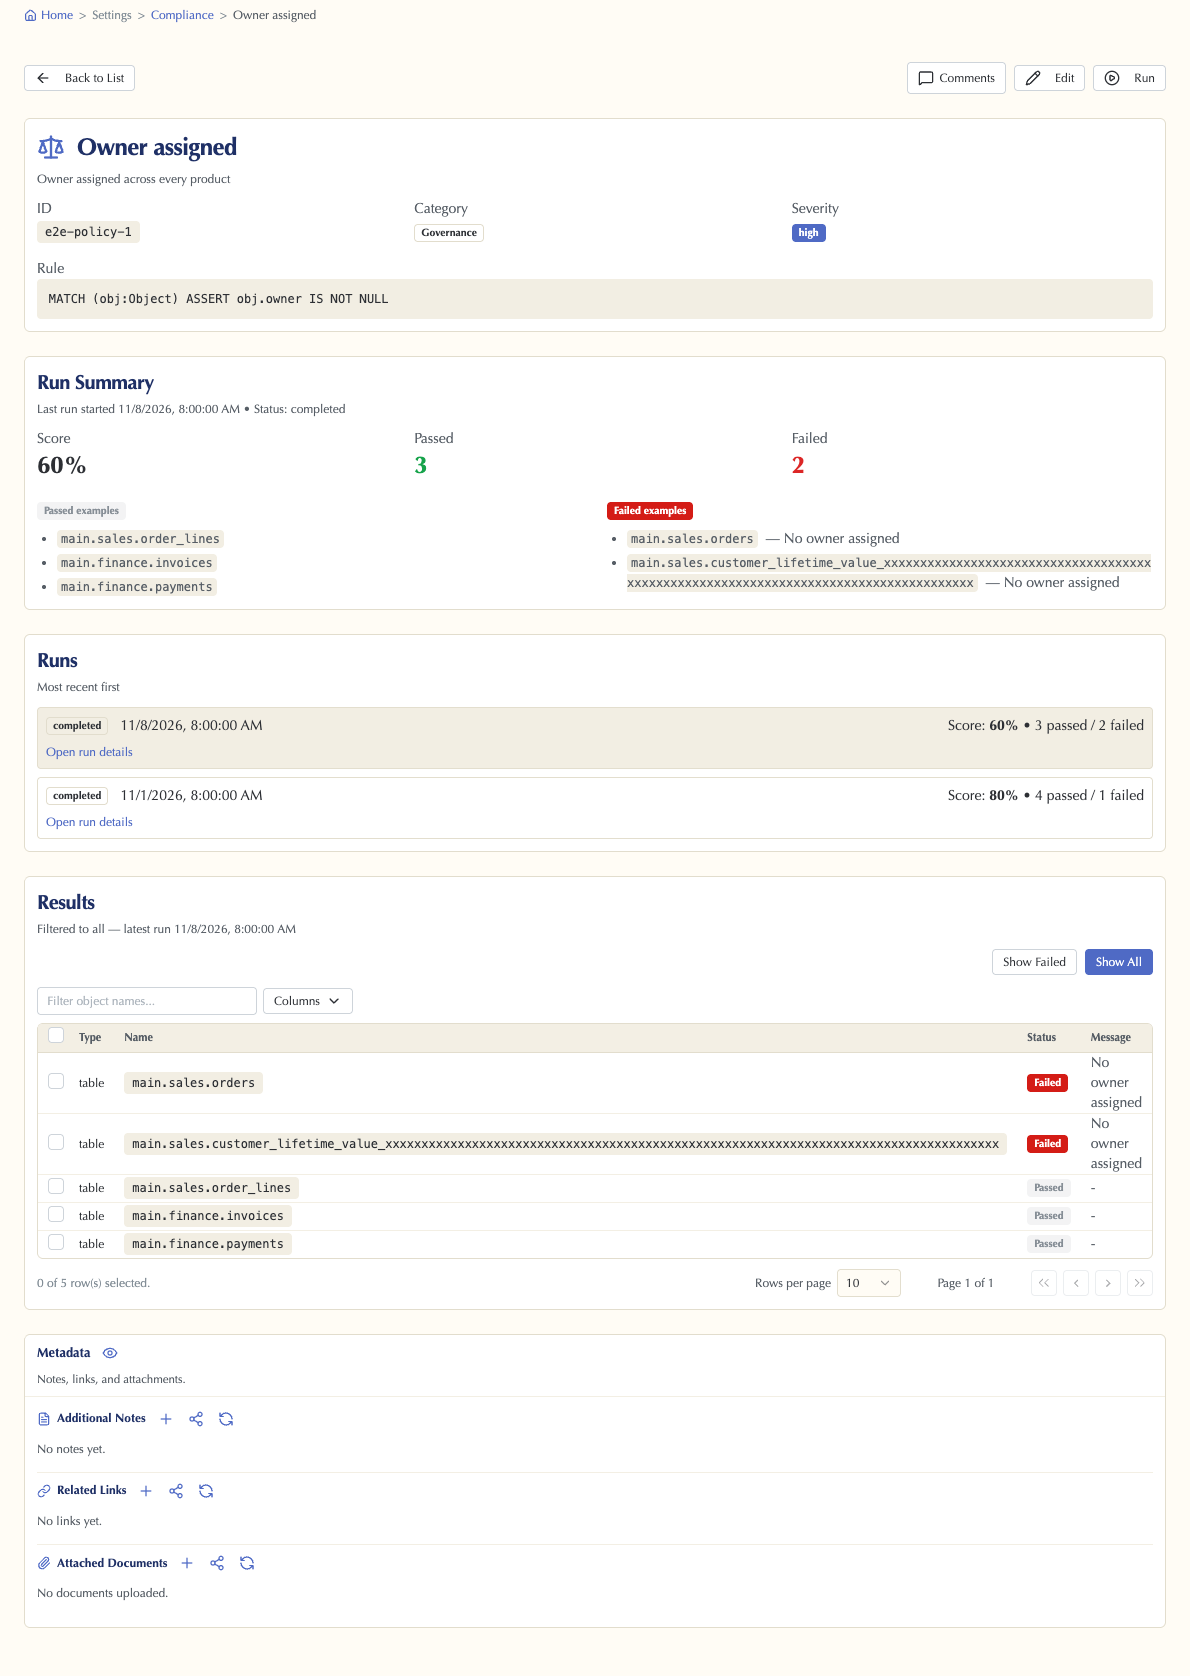 Home > Settings > Compliance > Owner assigned
Back to List
Comments
Edit
Run
Owner assigned
Owner assigned across every product
ID
Category
Severity
e2e-policy-1
Governance
high
Rule
MATCH (obj:Object) ASSERT obj.owner IS NOT NULL
Run Summary
Last run started 11/8/2026, 8:00:00 AM • Status: completed
Score
Passed
Failed
60%
3
2
Passed examples
• main.sales.order_lines
• main.finance.invoices
• main.finance.payments
Failed examples
• main.sales.orders — No owner assigned
• main.sales.customer_lifetime_value_xxxxxxxxxxxxxxxxxxxxxxxxxxxxxxxxxxxxx
xxxxxxxxxxxxxxxxxxxxxxxxxxxxxxxxxxxxxxxxxxxxxxxx — No owner assigned
Runs
Most recent first
completed 11/8/2026, 8:00:00 AM
Score: 60% • 3 passed / 2 failed
Open run details
completed 11/1/2026, 8:00:00 AM
Score: 80% • 4 passed / 1 failed
Open run details
Results
Filtered to all — latest run 11/8/2026, 8:00:00 AM
Show Failed
Show All
Filter object names...
Columns
Type Name Status Message
table main.sales.orders Failed No
owner
assigned
table main.sales.customer_lifetime_value_xxxxxxxxxxxxxxxxxxxxxxxxxxxxxxxxxxxxxxxxxxxxxxxxxxxxxxxxxxxxxxxxxxxxxxxxxxxxxxxxxxxxx Failed No
owner
assigned
table main.sales.order_lines Passed -
table main.finance.invoices Passed -
table main.finance.payments Passed -
0 of 5 row(s) selected.
Rows per page 10
Page 1 of 1
Metadata
Notes, links, and attachments.
Additional Notes
No notes yet.
Related Links
No links yet.
Attached Documents
No documents uploaded.